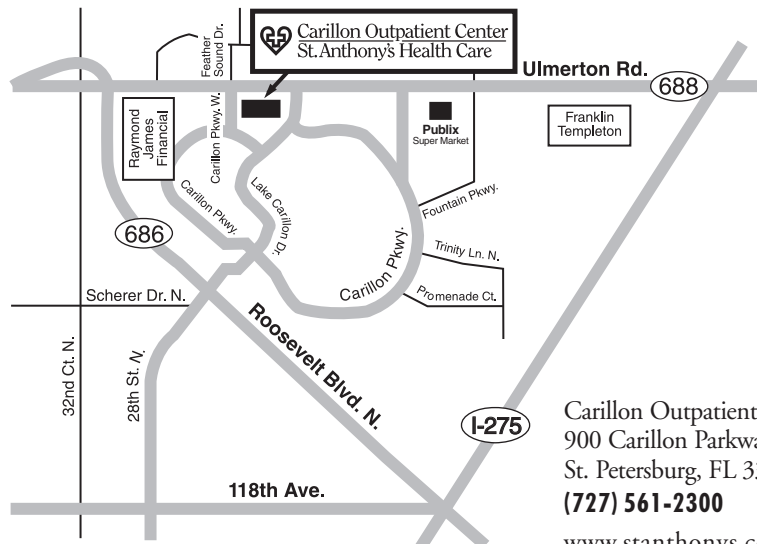 Carillon Outpatient Center
St. Anthony's Health Care
Feather
Sound Dr.
Ulmerton Rd.
688
Raymond
James
Financial
Carillon Pkwy. W.
Publix
Super Market
Franklin
Templeton
Carillon Pkwy.
Lake Carillon Dr.
Fountain Pkwy.
686
Carillon Pkwy.
Trinity Ln. N.
Promenade Ct.
Scherer Dr. N.
Roosevelt Blvd. N.
32nd Ct. N.
28th St. N.
I-275
118th Ave.
Carillon Outpatient
900 Carillon Parkwa
St. Petersburg, FL 33
(727) 561-2300
www.stanthonys.c